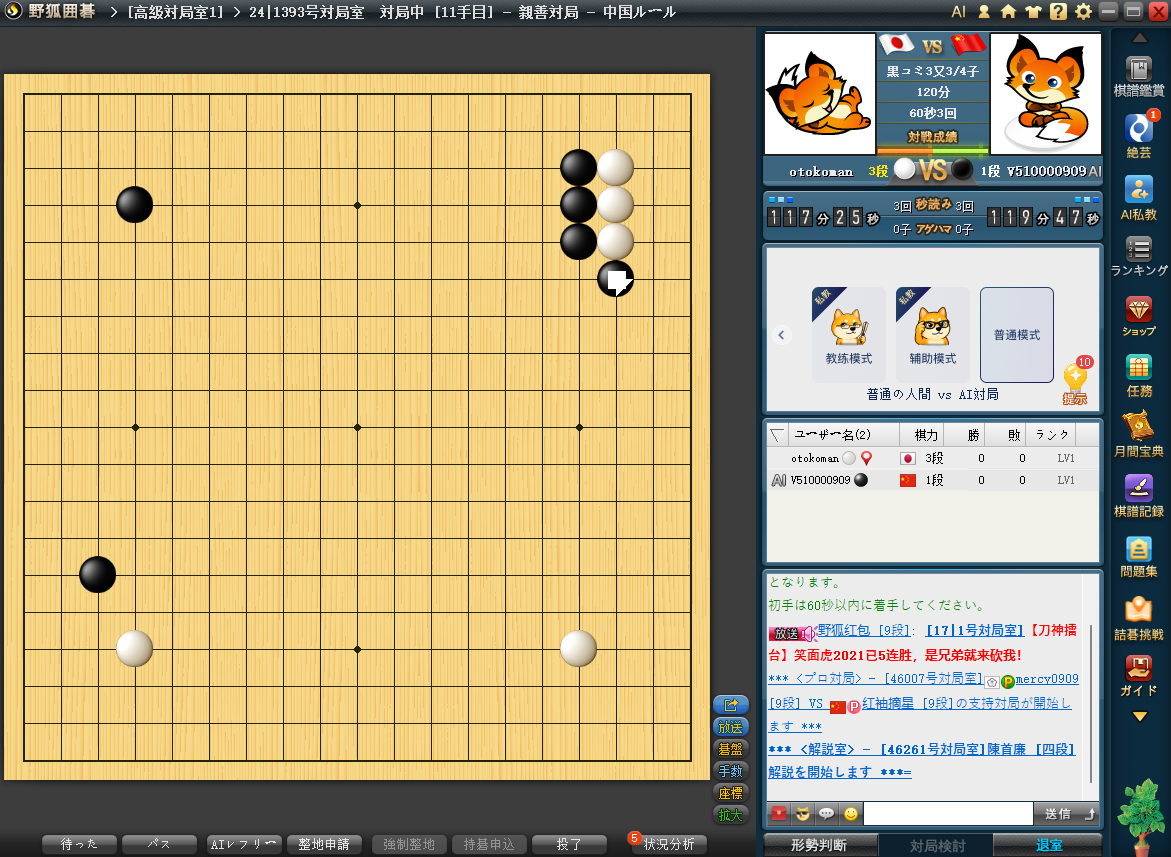 野狐囲碁 > [高級対局室1] > 24|1393号対局室 対局中 [11手目] - 親善対局 - 中国ルール
AI
VS
黒コミ3又3/4子
120分
60秒3回
対戦成績
otokoman 3段 VS 1段 V510000909 AI
117分25秒 3回 秒読み 3回 119分47秒
0子 アゲハマ 0子
私教
教练模式
私教
辅助模式
普通模式
10
提示
普通の人間 vs AI対局
ユーザー名(2) 棋力 勝 敗 ランク
otokoman 3段 0 0 LV1
AI V510000909 1段 0 0 LV1
となります。
初手は60秒以内に着手してください。
放送 野狐红包 [9段]: [17|1号対局室]【刀神擂
台】笑面虎2021已5连胜, 是兄弟就来砍我!
*** <プロ対局> - [46007号対局室] P mercy0909
[9段] VS P 红袖摘星 [9段]の支持対局が開始し
ます ***
*** <解説室> - [46261号対局室]陳首廉 [四段]
解説を開始します ***=
送信
形勢判断 対局検討 退室
放送
碁盤
手数
座標
拡大
待った パス AIレフリー 整地申請 強制整地 持碁申込 投了 5 状況分析
棋譜鑑賞
1
絶芸
AI私教
ランキング
ショップ
任務
月間宝典
棋譜記録
問題集
詰碁挑戦
ガイド